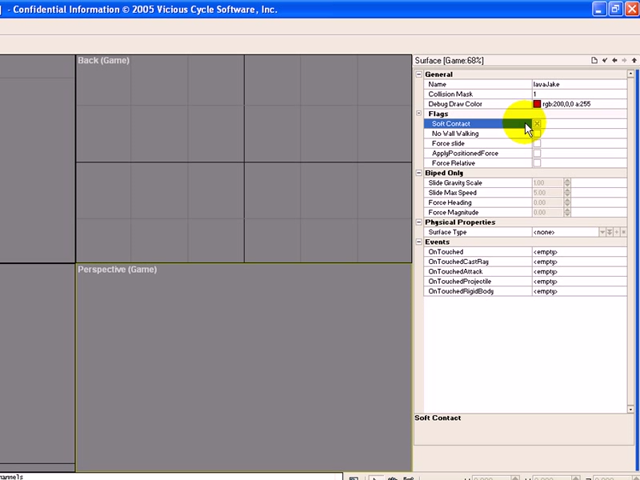 - Confidential Information © 2005 Vicious Cycle Software, Inc.
Back (Game)
Perspective (Game)
Surface [Game:68%]
General
Name lavaJake
Collision Mask 1
Debug Draw Color rgb:200,0,0 a:255
Flags
Soft Contact
No Wall Walking
Force slide
ApplyPositionedForce
Force Relative
Biped Only
Slide Gravity Scale 1.00
Slide Max Speed 5.00
Force Heading 0.00
Force Magnitude 0.00
Physical Properties
Surface Type <none>
Events
OnTouched <empty>
OnTouchedCastRay <empty>
OnTouchedAttack <empty>
OnTouchedProjectile <empty>
OnTouchedRigidBody <empty>
Soft Contact